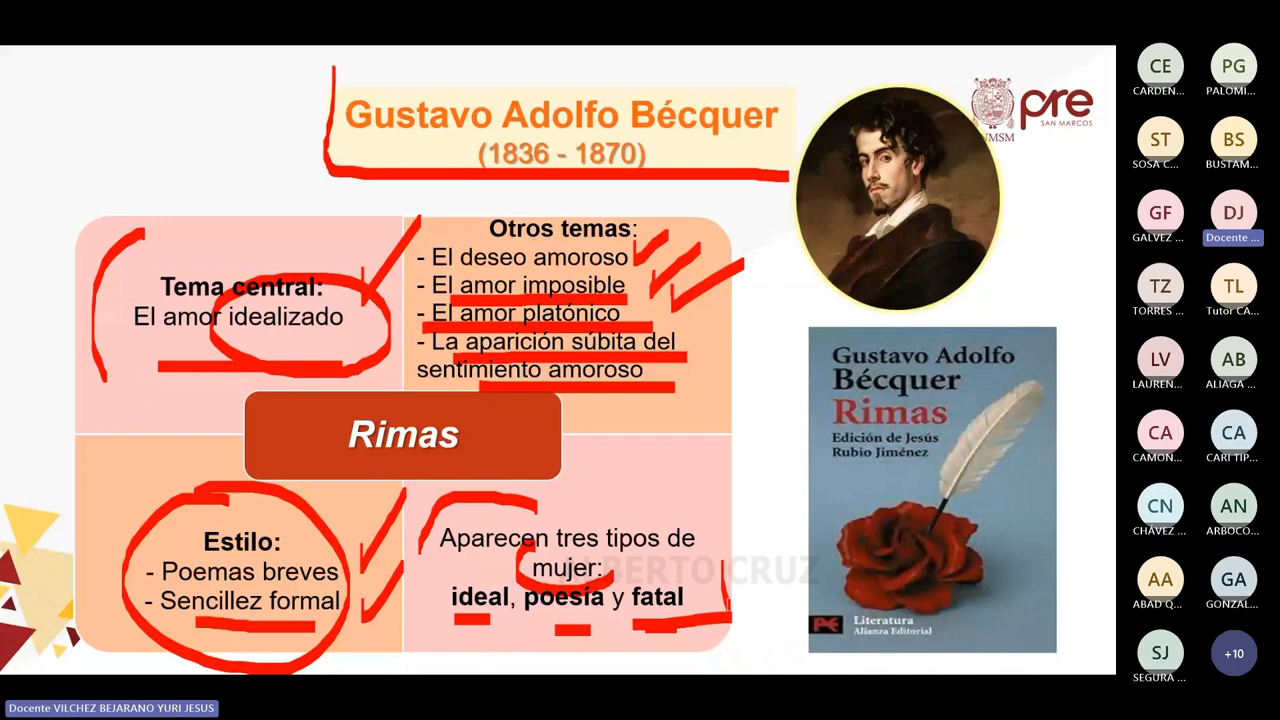 Gustavo Adolfo Bécquer
(1836 - 1870)
pre
SAN MARCOS
Tema central:
El amor idealizado
Otros temas:
- El deseo amoroso
- El amor imposible
- El amor platónico
- La aparición súbita del
sentimiento amoroso
Rimas
Estilo:
- Poemas breves
- Sencillez formal
Aparecen tres tipos de
mujer:
ideal, poesía y fatal
Gustavo Adolfo
Bécquer
Rimas
Edición de Jesús
Rubio Jiménez
Literatura
Alianza Editorial
CRUZ
CE
CARDEN...
PG
PALOMI...
ST
SOSA C...
BS
BUSTAM...
GF
GALVEZ ...
DJ
Docente ...
TZ
TORRES ...
TL
Tutor CA...
LV
LAUREN...
AB
ALIAGA ...
CA
CAMON...
CA
CARI TIP...
CN
CHÁVEZ ...
AN
ARBOCO...
AA
ABAD Q...
GA
GONZAL...
SJ
SEGURA ...
+10
Docente VILCHEZ BEJARANO YURI JESUS